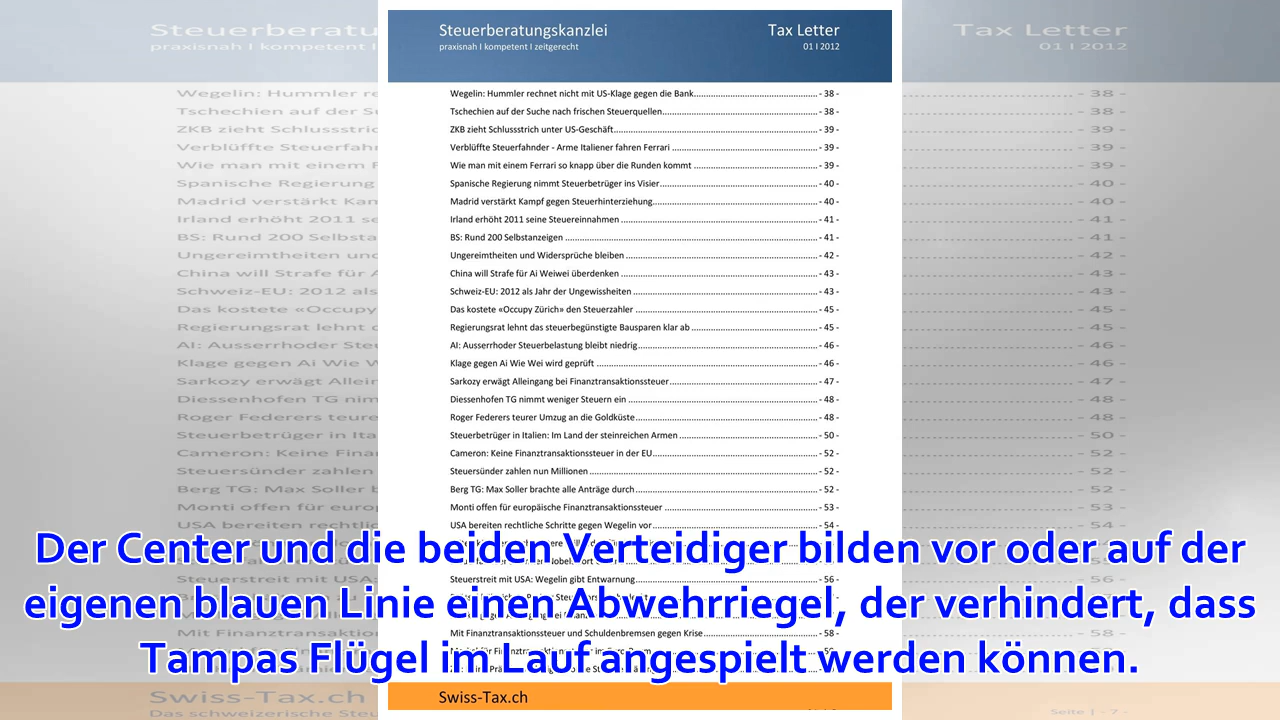 Steuerberatungskanzlei
Tax Letter
praxisnah I kompetent I zeitgerecht
01 I 2012
Wegelin: Hummler rechnet nicht mit US-Klage gegen die Bank - 38 -
Tschechien auf der Suche nach frischen Steuerquellen - 38 -
ZKB zieht Schlussstrich unter US-Geschäft - 39 -
Verblüffte Steuerfahnder - Arme Italiener fahren Ferrari - 39 -
Wie man mit einem Ferrari so knapp über die Runden kommt - 39 -
Spanische Regierung nimmt Steuerbetrüger ins Visier - 40 -
Madrid verstärkt Kampf gegen Steuerhinterziehung - 40 -
Irland erhöht 2011 seine Steuereinnahmen - 41 -
BS: Rund 200 Selbstanzeigen - 41 -
Ungereimtheiten und Widersprüche bleiben - 42 -
China will Strafe für Ai Weiwei überdenken - 43 -
Schweiz-EU: 2012 als Jahr der Ungewissheiten - 43 -
Das kostete «Occupy Zürich» den Steuerzahler - 45 -
Regierungsrat lehnt das steuerbegünstigte Bausparen klar ab - 45 -
AI: Ausserrhoder Steuerbelastung bleibt niedrig - 46 -
Klage gegen Ai Wie Wei wird geprüft - 46 -
Sarkozy erwägt Alleingang bei Finanztransaktionssteuer - 47 -
Diessenhofen TG nimmt weniger Steuern ein - 48 -
Roger Federers teurer Umzug an die Goldküste - 48 -
Steuerbetrüger in Italien: Im Land der steinreichen Armen - 50 -
Cameron: Keine Finanztransaktionssteuer in der EU - 52 -
Steuersünder zahlen nun Millionen - 52 -
Berg TG: Max Soller brachte alle Anträge durch - 52 -
Monti offen für europäische Finanztransaktionssteuer - 53 -
USA bereiten rechtliche Schritte gegen Wegelin vor - 54 -
Der Center und die beiden Verteidiger bilden vor oder auf der
Steuerstreit mit USA: Wegelin gibt Entwarnung - 56 -
eigenen blauen Linie einen Abwehrriegel, der verhindert, dass
Mit Finanztransaktionssteuer und Schuldenbremsen gegen Krise - 58 -
Tampas Flügel im Lauf angespielt werden können.
Swiss-Tax.ch